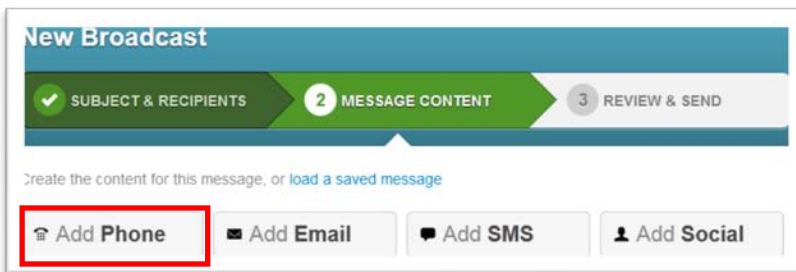 New Broadcast
SUBJECT & RECIPIENTS 2 MESSAGE CONTENT 3 REVIEW & SEND
Create the content for this message, or load a saved message
Add Phone Add Email Add SMS Add Social